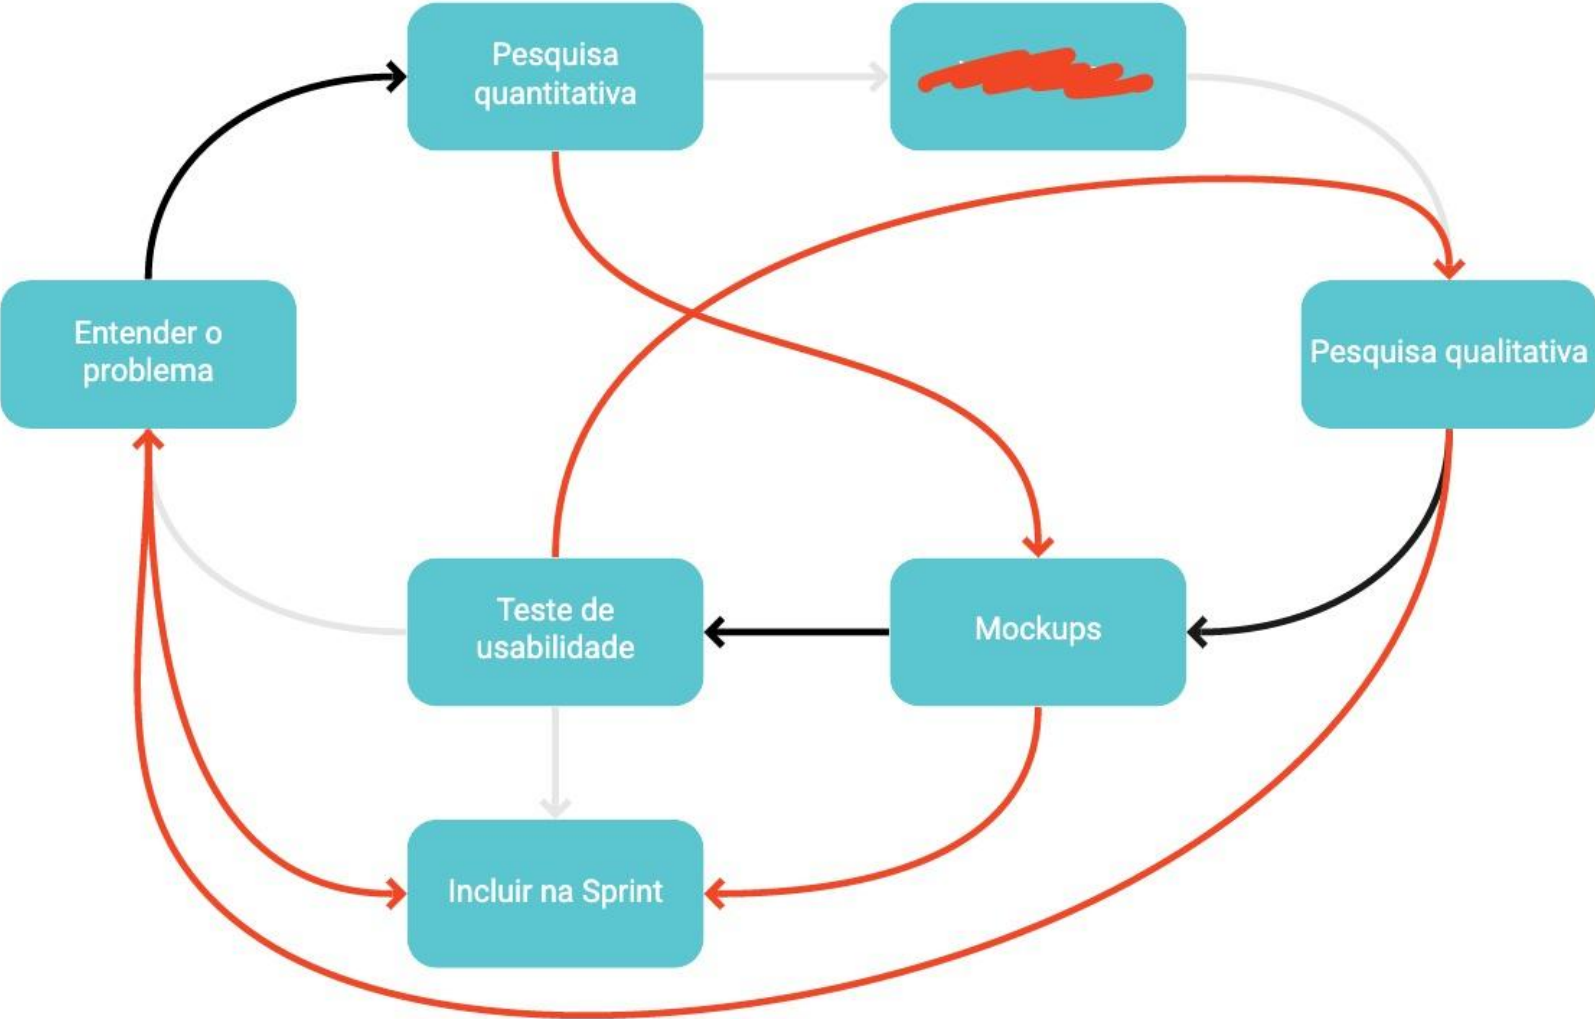 Pesquisa
quantitativa
Entender o
problema
Pesquisa qualitativa
Teste de
usabilidade
Mockups
Incluir na Sprint